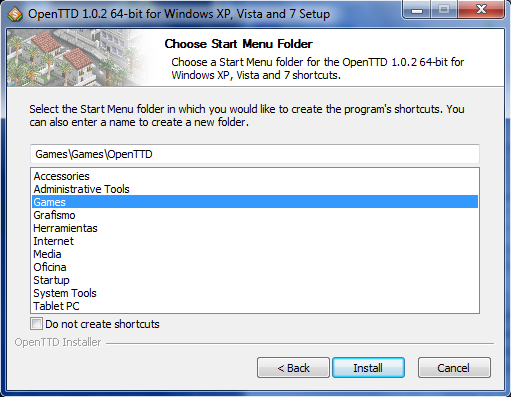 OpenTTD 1.0.2 64-bit for Windows XP, Vista and 7 Setup
Choose Start Menu Folder
Choose a Start Menu folder for the OpenTTD 1.0.2 64-bit for
Windows XP, Vista and 7 shortcuts.
Select the Start Menu folder in which you would like to create the program's shortcuts. You
can also enter a name to create a new folder.
Games\Games\OpenTTD
Accessories
Administrative Tools
Games
Grafismo
Herramientas
Internet
Media
Oficina
Startup
System Tools
Tablet PC
Do not create shortcuts
OpenTTD Installer
< Back
Install
Cancel